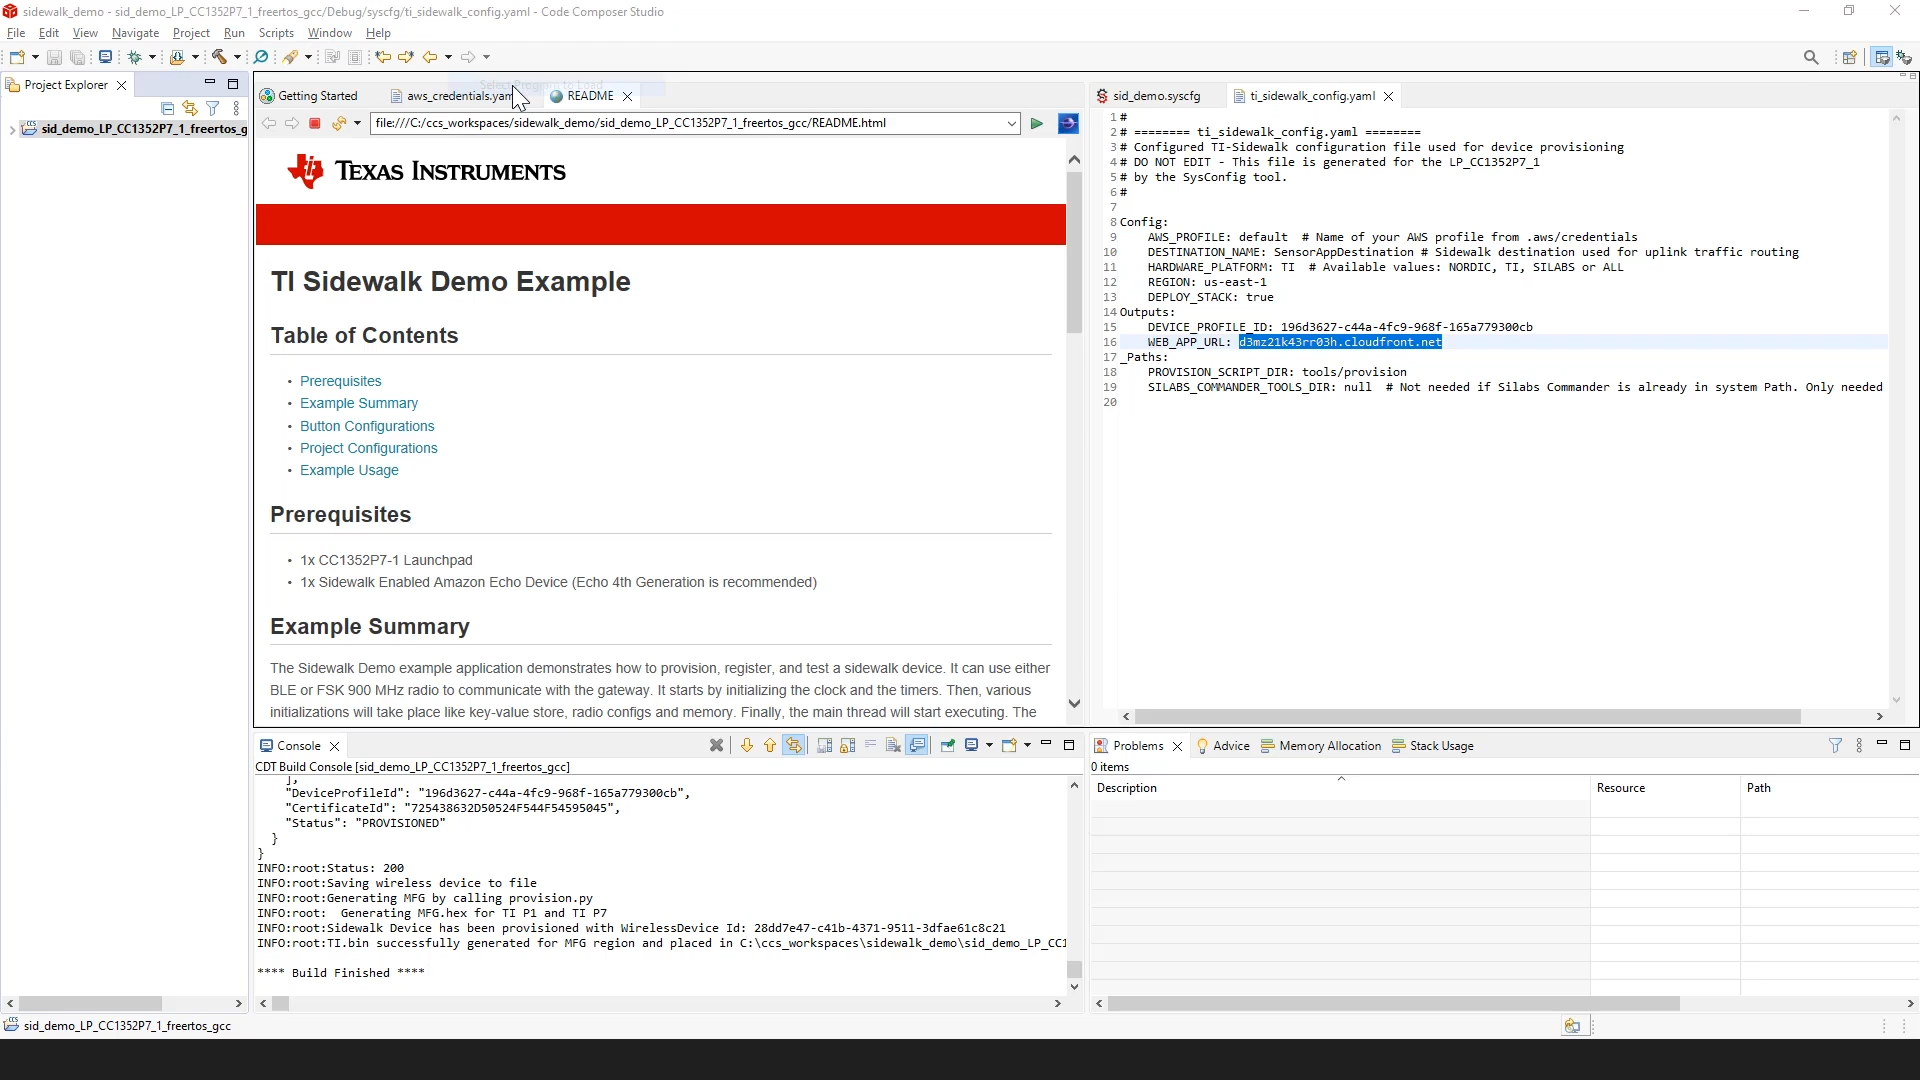 sidewalk_demo - sid_demo_LP_CC1352P7_1_freertos_gcc/Debug/syscfg/ti_sidewalk_config.yaml - Code Composer Studio
File Edit View Navigate Project Run Scripts Window Help
Project Explorer
sid_demo_LP_CC1352P7_1_freertos_g
Select Program to Load
Getting Started
aws_credentials.yam
README
file:///C:/ccs_workspaces/sidewalk_demo/sid_demo_LP_CC1352P7_1_freertos_gcc/README.html
TEXAS INSTRUMENTS
TI Sidewalk Demo Example
Table of Contents
• Prerequisites
• Example Summary
• Button Configurations
• Project Configurations
• Example Usage
Prerequisites
• 1x CC1352P7-1 Launchpad
• 1x Sidewalk Enabled Amazon Echo Device (Echo 4th Generation is recommended)
Example Summary
The Sidewalk Demo example application demonstrates how to provision, register, and test a sidewalk device. It can use either
BLE or FSK 900 MHz radio to communicate with the gateway. It starts by initializing the clock and the timers. Then, various
initializations will take place like key-value store, radio configs and memory. Finally, the main thread will start executing. The
sid_demo.syscfg
ti_sidewalk_config.yaml
1 #
2 # ======== ti_sidewalk_config.yaml ========
3 # Configured TI-Sidewalk configuration file used for device provisioning
4 # DO NOT EDIT - This file is generated for the LP_CC1352P7_1
5 # by the SysConfig tool.
6 #
7
8 Config:
9 AWS_PROFILE: default # Name of your AWS profile from .aws/credentials
10 DESTINATION_NAME: SensorAppDestination # Sidewalk destination used for uplink traffic routing
11 HARDWARE_PLATFORM: TI # Available values: NORDIC, TI, SILABS or ALL
12 REGION: us-east-1
13 DEPLOY_STACK: true
14 Outputs:
15 DEVICE_PROFILE_ID: 196d3627-c44a-4fc9-968f-165a779300cb
16 WEB_APP_URL: d3mz21k43rr03h.cloudfront.net
17 _Paths:
18 PROVISION_SCRIPT_DIR: tools/provision
19 SILABS_COMMANDER_TOOLS_DIR: null # Not needed if Silabs Commander is already in system Path. Only needed
20
Console
CDT Build Console [sid_demo_LP_CC1352P7_1_freertos_gcc]
],
"DeviceProfileId": "196d3627-c44a-4fc9-968f-165a779300cb",
"CertificateId": "725438632D50524F544F54595045",
"Status": "PROVISIONED"
}
}
INFO:root:Status: 200
INFO:root:Saving wireless device to file
INFO:root:Generating MFG by calling provision.py
INFO:root: Generating MFG.hex for TI P1 and TI P7
INFO:root:Sidewalk Device has been provisioned with WirelessDevice Id: 28dd7e47-c41b-4371-9511-3dfae61c8c21
INFO:root:TI.bin successfully generated for MFG region and placed in C:\ccs_workspaces\sidewalk_demo\sid_demo_LP_CC1
**** Build Finished ****
Problems
Advice
Memory Allocation
Stack Usage
0 items
Description Resource Path
sid_demo_LP_CC1352P7_1_freertos_gcc